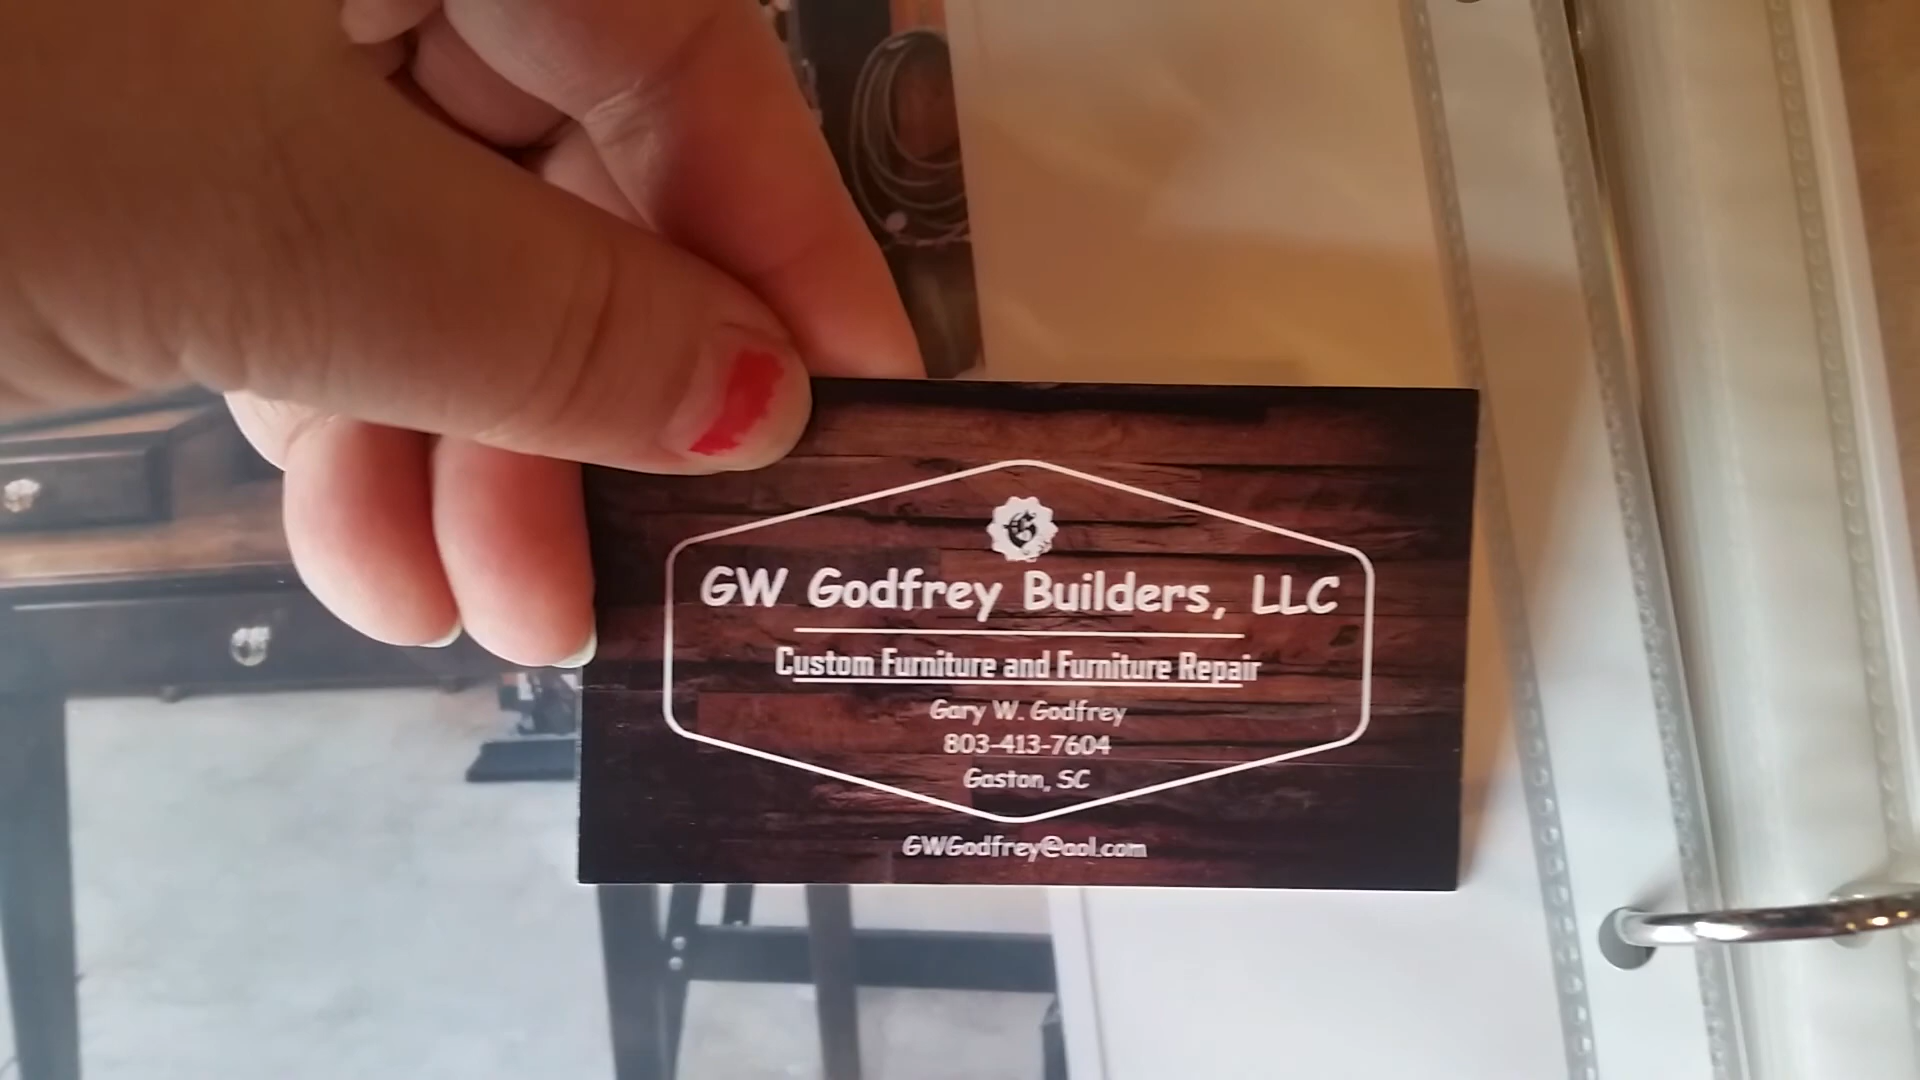 GW Godfrey Builders, LLC
Custom Furniture and Furniture Repair
Gary W. Godfrey
803-413-7604
Gaston, SC
GWGodfrey@aol.com